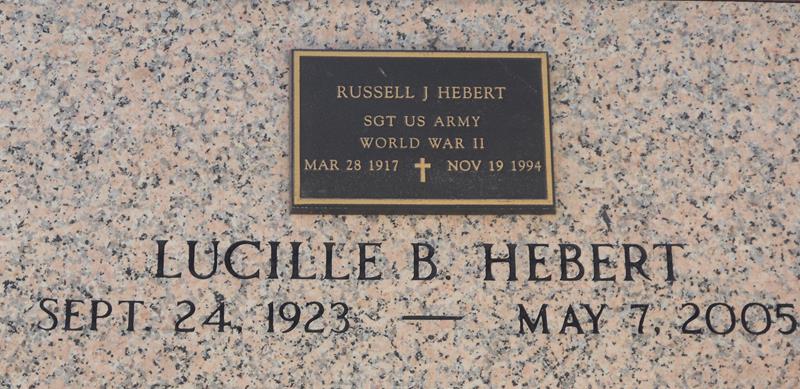 RUSSELL J HEBERT
SGT US ARMY
WORLD WAR II
MAR 28 1917 ✝ NOV 19 1994
LUCILLE B. HEBERT
SEPT. 24, 1923 — MAY 7, 2005